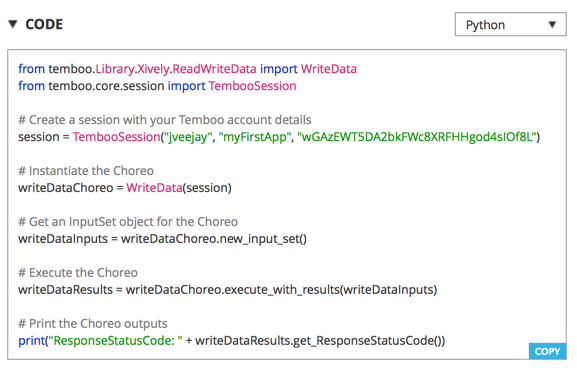 CODE
Python
from temboo.Library.Xively.ReadWriteData import WriteData
from temboo.core.session import TembooSession
# Create a session with your Temboo account details
session = TembooSession("jveejay", "myFirstApp", "wGAzEWT5DA2bkFWc8XRFHHgod4sIOf8L")
# Instantiate the Choreo
writeDataChoreo = WriteData(session)
# Get an InputSet object for the Choreo
writeDataInputs = writeDataChoreo.new_input_set()
# Execute the Choreo
writeDataResults = writeDataChoreo.execute_with_results(writeDataInputs)
# Print the Choreo outputs
print("ResponseStatusCode: " + writeDataResults.get_ResponseStatusCode())
COPY